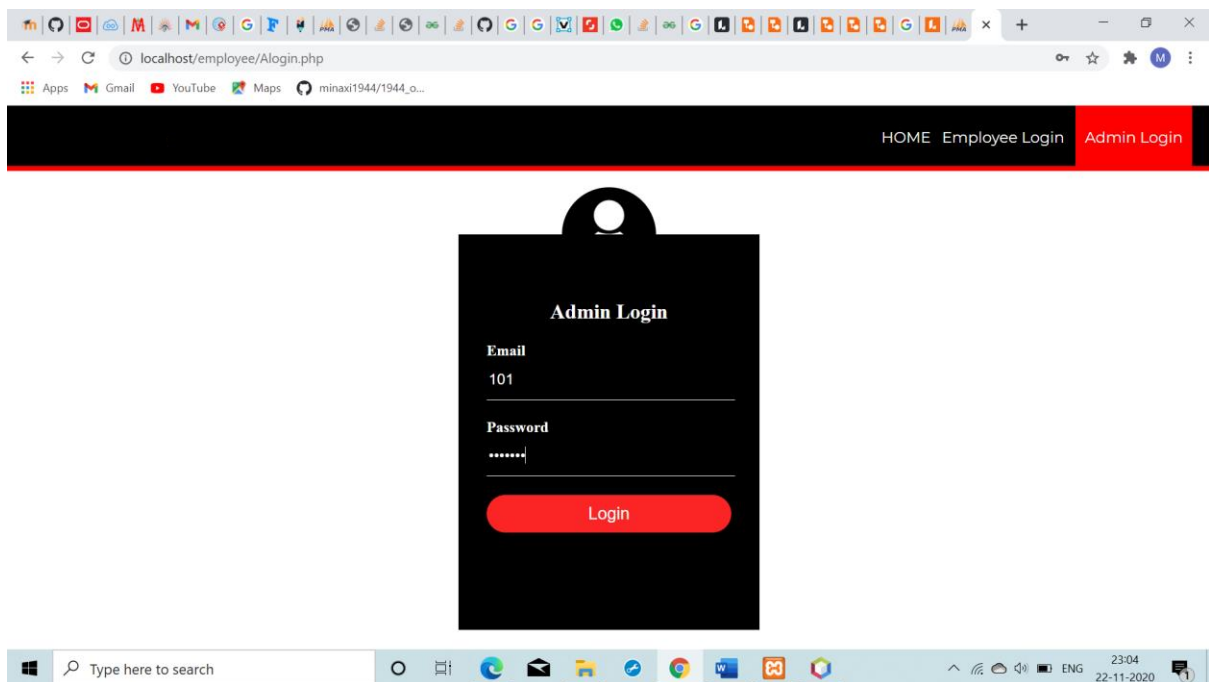 localhost/employee/Alogin.php
Apps Gmail YouTube Maps minaxi1944/1944_o...
HOME Employee Login Admin Login
Admin Login
Email
101
Password
•••••••
Login
Type here to search
ENG
23:04
22-11-2020